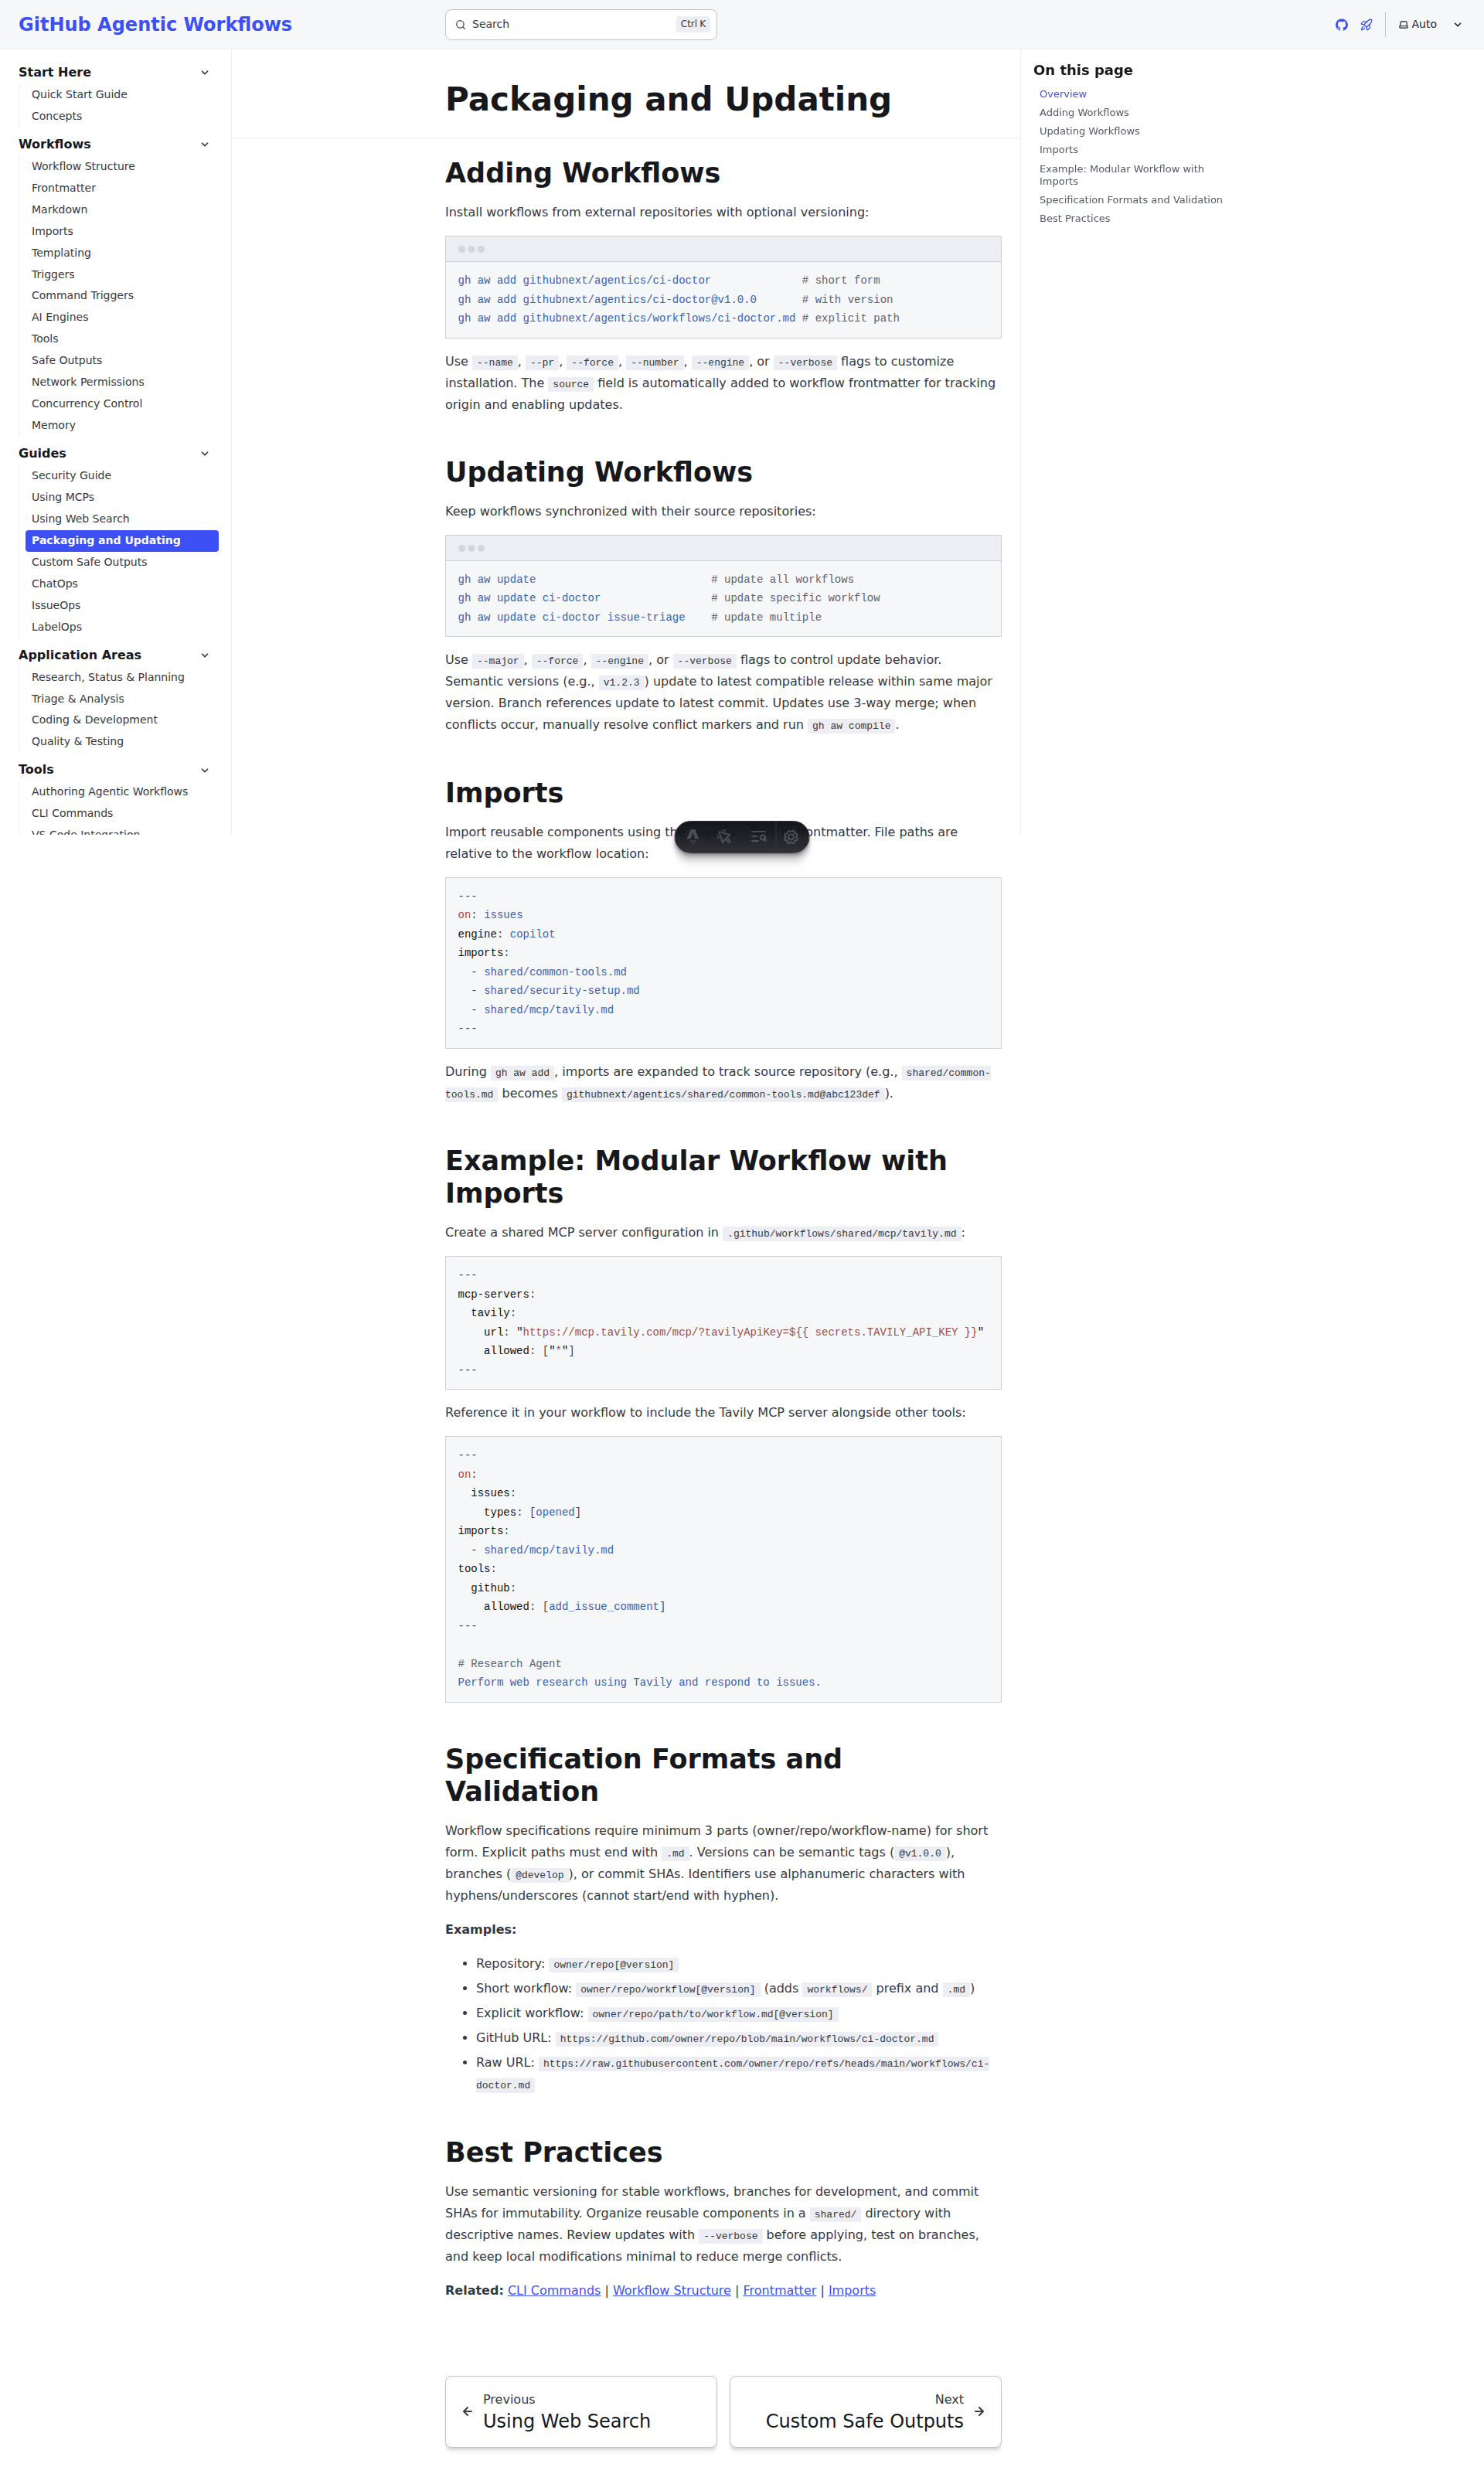 GitHub Agentic Workflows
Search
Ctrl K
Auto
Start Here
Quick Start Guide
Concepts
Workflows
Workflow Structure
Frontmatter
Markdown
Imports
Templating
Triggers
Command Triggers
AI Engines
Tools
Safe Outputs
Network Permissions
Concurrency Control
Memory
Guides
Security Guide
Using MCPs
Using Web Search
Packaging and Updating
Custom Safe Outputs
ChatOps
IssueOps
LabelOps
Application Areas
Research, Status & Planning
Triage & Analysis
Coding & Development
Quality & Testing
Tools
Authoring Agentic Workflows
CLI Commands
VS Code Integration
Packaging and Updating
Adding Workflows
Install workflows from external repositories with optional versioning:
gh aw add githubnext/agentics/ci-doctor # short form
gh aw add githubnext/agentics/ci-doctor@v1.0.0 # with version
gh aw add githubnext/agentics/workflows/ci-doctor.md # explicit path
Use --name, --pr, --force, --number, --engine, or --verbose flags to customize
installation. The source field is automatically added to workflow frontmatter for tracking
origin and enabling updates.
Updating Workflows
Keep workflows synchronized with their source repositories:
gh aw update # update all workflows
gh aw update ci-doctor # update specific workflow
gh aw update ci-doctor issue-triage # update multiple
Use --major, --force, --engine, or --verbose flags to control update behavior.
Semantic versions (e.g., v1.2.3) update to latest compatible release within same major
version. Branch references update to latest commit. Updates use 3-way merge; when
conflicts occur, manually resolve conflict markers and run gh aw compile.
Imports
Import reusable components using th ontmatter. File paths are
relative to the workflow location:
---
on: issues
engine: copilot
imports:
- shared/common-tools.md
- shared/security-setup.md
- shared/mcp/tavily.md
---
During gh aw add, imports are expanded to track source repository (e.g., shared/common-
tools.md becomes githubnext/agentics/shared/common-tools.md@abc123def).
Example: Modular Workflow with
Imports
Create a shared MCP server configuration in .github/workflows/shared/mcp/tavily.md:
---
mcp-servers:
tavily:
url: "https://mcp.tavily.com/mcp/?tavilyApiKey=${{ secrets.TAVILY_API_KEY }}"
allowed: ["*"]
---
Reference it in your workflow to include the Tavily MCP server alongside other tools:
---
on:
issues:
types: [opened]
imports:
- shared/mcp/tavily.md
tools:
github:
allowed: [add_issue_comment]
---
# Research Agent
Perform web research using Tavily and respond to issues.
Specification Formats and
Validation
Workflow specifications require minimum 3 parts (owner/repo/workflow-name) for short
form. Explicit paths must end with .md. Versions can be semantic tags (@v1.0.0),
branches (@develop), or commit SHAs. Identifiers use alphanumeric characters with
hyphens/underscores (cannot start/end with hyphen).
Examples:
• Repository: owner/repo[@version]
• Short workflow: owner/repo/workflow[@version] (adds workflows/ prefix and .md)
• Explicit workflow: owner/repo/path/to/workflow.md[@version]
• GitHub URL: https://github.com/owner/repo/blob/main/workflows/ci-doctor.md
• Raw URL: https://raw.githubusercontent.com/owner/repo/refs/heads/main/workflows/ci-
doctor.md
Best Practices
Use semantic versioning for stable workflows, branches for development, and commit
SHAs for immutability. Organize reusable components in a shared/ directory with
descriptive names. Review updates with --verbose before applying, test on branches,
and keep local modifications minimal to reduce merge conflicts.
Related: CLI Commands | Workflow Structure | Frontmatter | Imports
Previous
Using Web Search
Next
Custom Safe Outputs
On this page
Overview
Adding Workflows
Updating Workflows
Imports
Example: Modular Workflow with
Imports
Specification Formats and Validation
Best Practices